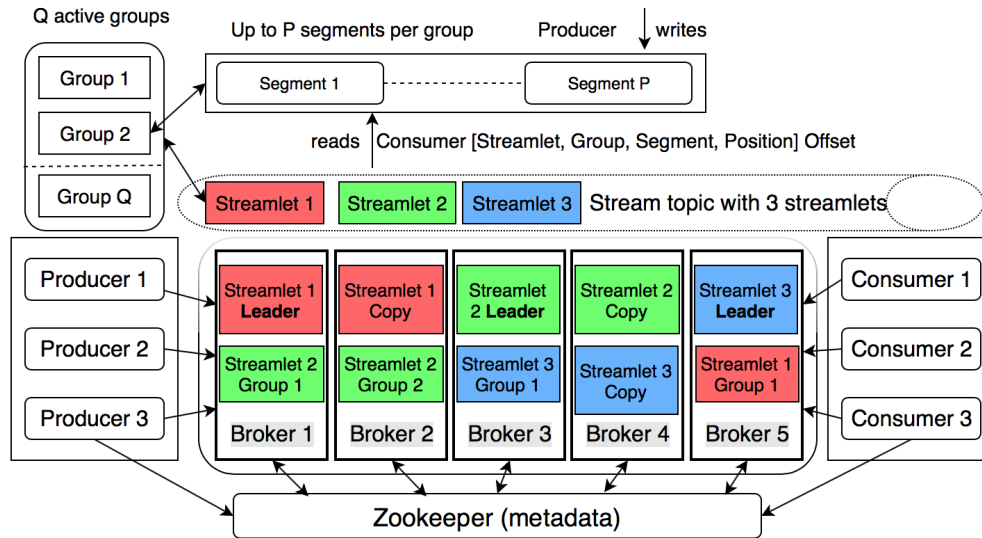 Q active groups
Up to P segments per group
Producer
writes
Group 1
Group 2
Group Q
Segment 1
Segment P
reads
Consumer [Streamlet, Group, Segment, Position] Offset
Streamlet 1
Streamlet 2
Streamlet 3
Stream topic with 3 streamlets
Producer 1
Producer 2
Producer 3
Streamlet 1
Leader
Streamlet 2
Group 1
Broker 1
Streamlet 1
Copy
Streamlet 2
Group 2
Broker 2
Streamlet
2 Leader
Streamlet 3
Group 1
Broker 3
Streamlet 2
Copy
Streamlet 3
Copy
Broker 4
Streamlet 3
Leader
Streamlet 1
Group 1
Broker 5
Consumer 1
Consumer 2
Consumer 3
Zookeeper (metadata)